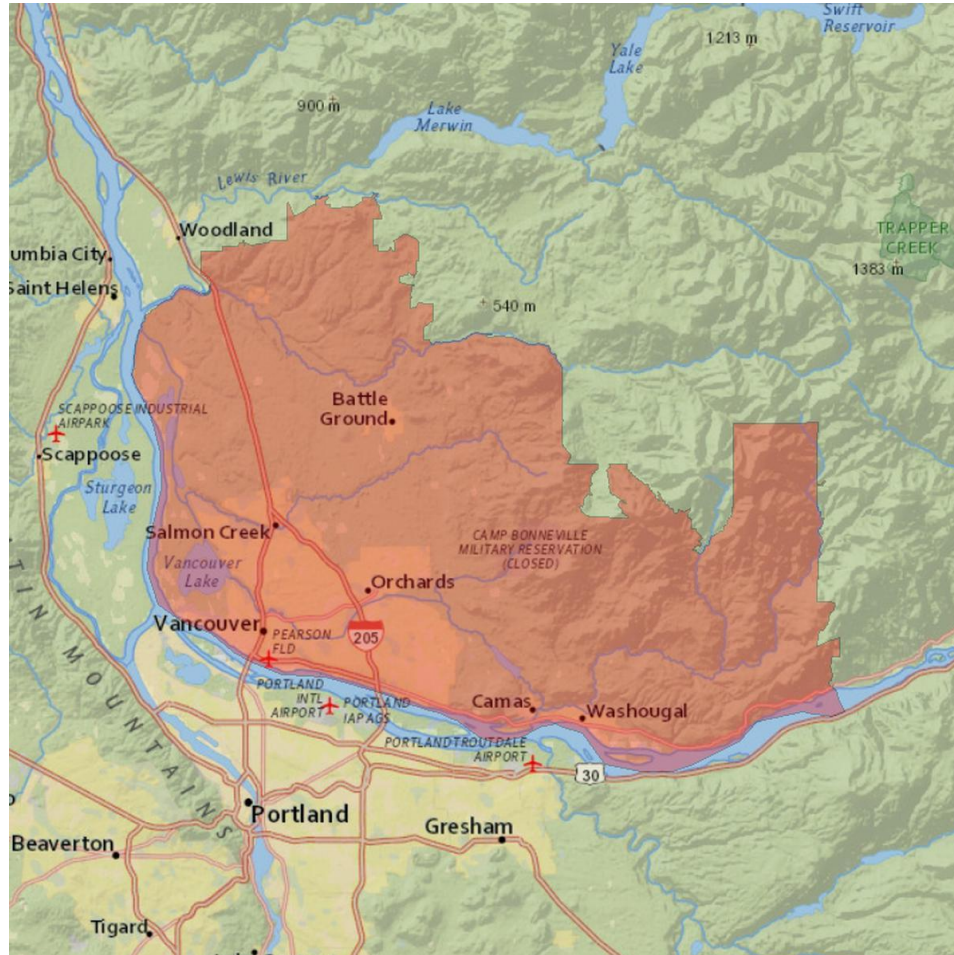 Swift
Reservoir
1213 m
Yale
Lake
900 m
Lake
Merwin
Lewis River
Woodland
TRAPPER
CREEK
umbia City
1383 m
Saint Helens
540 m
Battle
Ground
SCAPPOOSE INDUSTRIAL
AIRPARK
Scappoose
Sturgeon
Lake
Salmon Creek
CAMP BONNEVILLE
MILITARY RESERVATION
(CLOSED)
Vancouver
Lake
Orchards
Vancouver
PEARSON
FLD
205
TIN MOUNTAINS
PORTLAND
INTL
AIRPORT
PORTLAND
IAP AGS
Camas
Washougal
PORTLAND TROUTDALE
AIRPORT
30
Portland
Gresham
Beaverton
Tigard